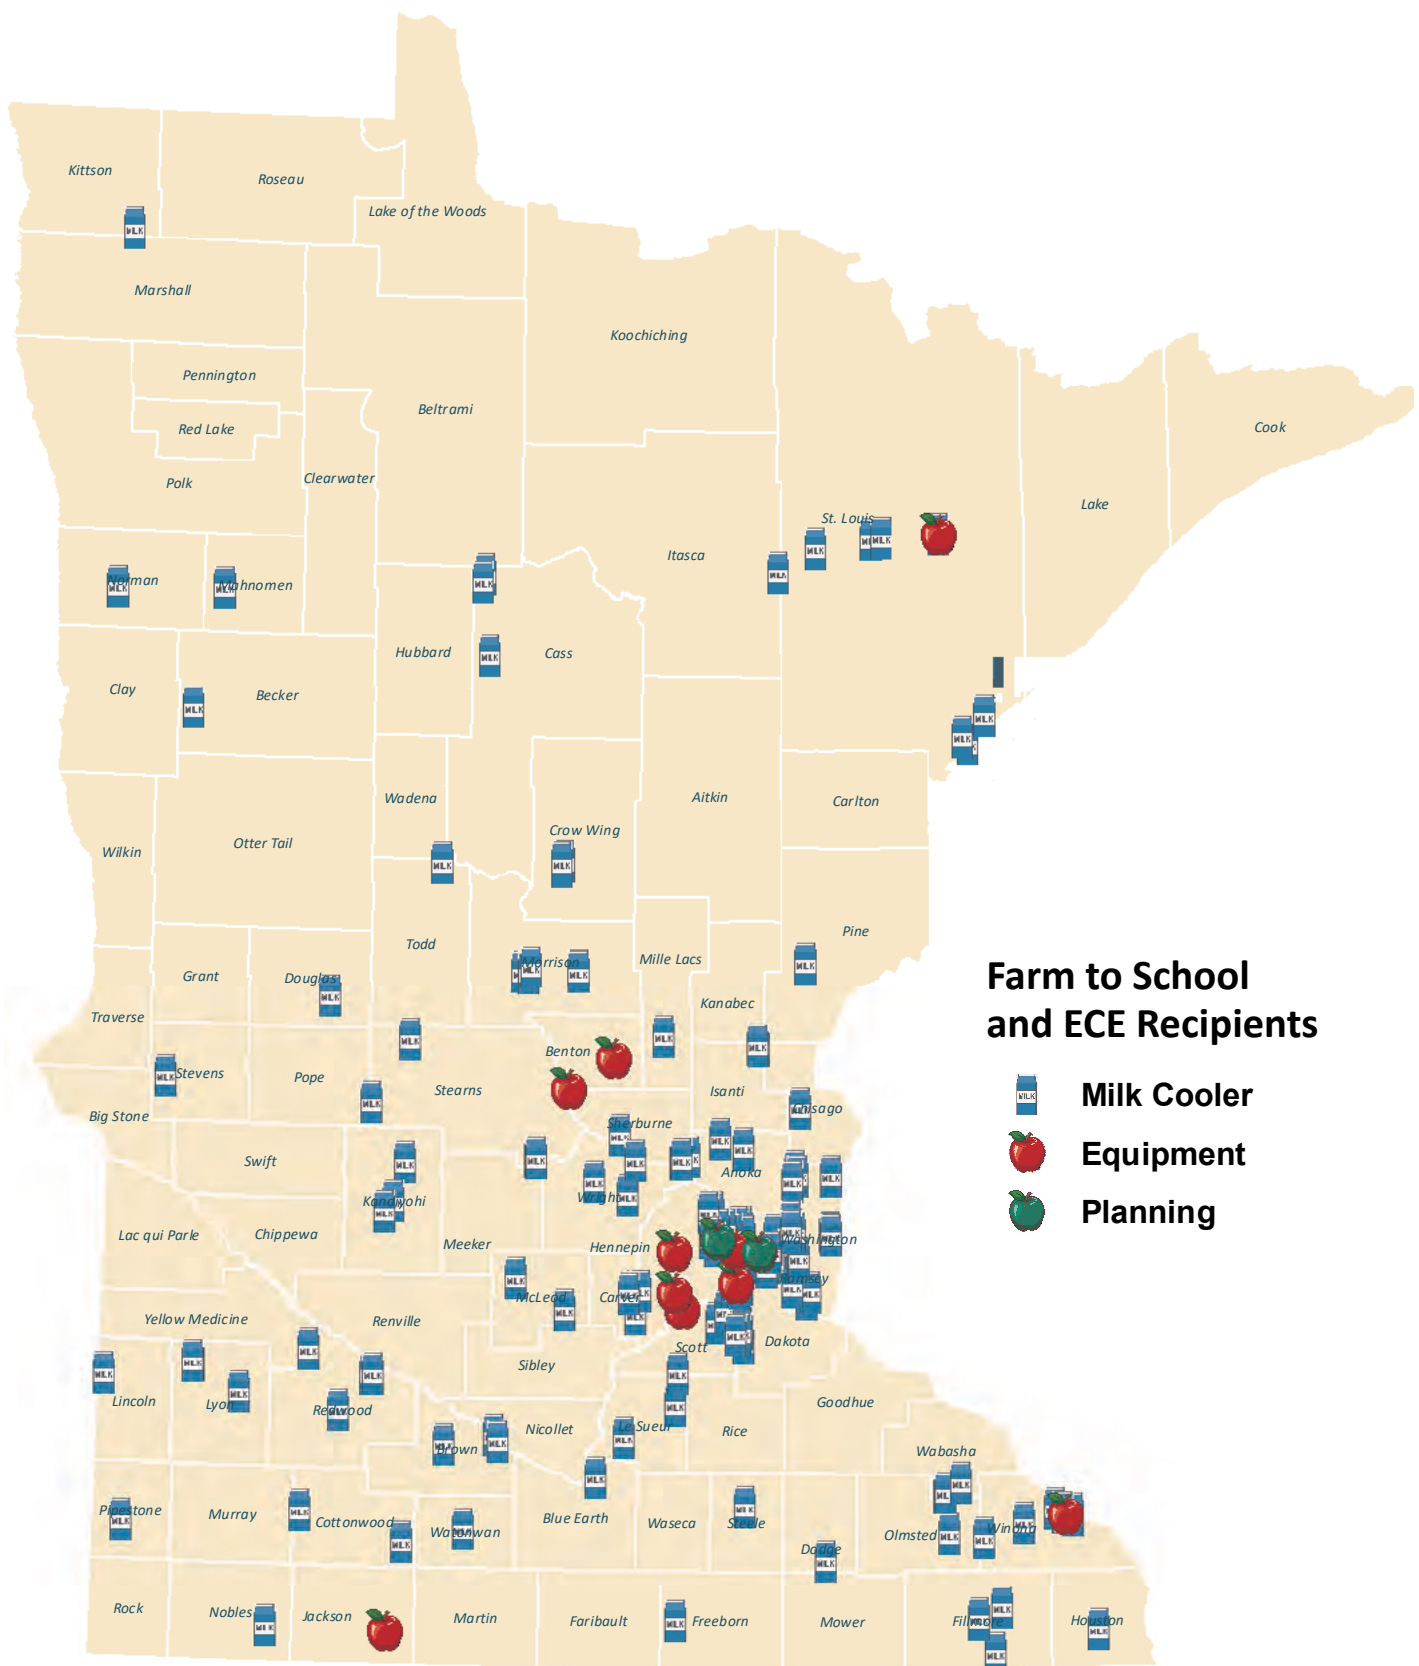 Kittson
Roseau
Lake of the Woods
Marshall
Koochiching
Pennington
Beltrami
Red Lake
Cook
Clearwater
Polk
Lake
St. Louis
Itasca
Norman
Mahnomen
Hubbard
Cass
Clay
Becker
Wadena
Aitkin
Carlton
Crow Wing
Otter Tail
Wilkin
Pine
Todd
Morrison
Mille Lacs
Grant
Douglas
Kanabec
Traverse
Farm to School
and ECE Recipients
Benton
Stevens
Pope
Stearns
Isanti
Milk Cooler
Big Stone
Chisago
Sherburne
Equipment
Swift
Anoka
Kandiyohi
Wright
Planning
Lac qui Parle
Chippewa
Meeker
Hennepin
Washington
Ramsey
McLeod
Carver
Yellow Medicine
Renville
Scott
Dakota
Sibley
Lincoln
Lyon
Redwood
Goodhue
Nicollet
Le Sueur
Rice
Brown
Wabasha
Pipestone
Murray
Cottonwood
Watonwan
Blue Earth
Waseca
Steele
Olmsted
Winona
Dodge
Rock
Nobles
Jackson
Martin
Faribault
Freeborn
Mower
Fillmore
Houston